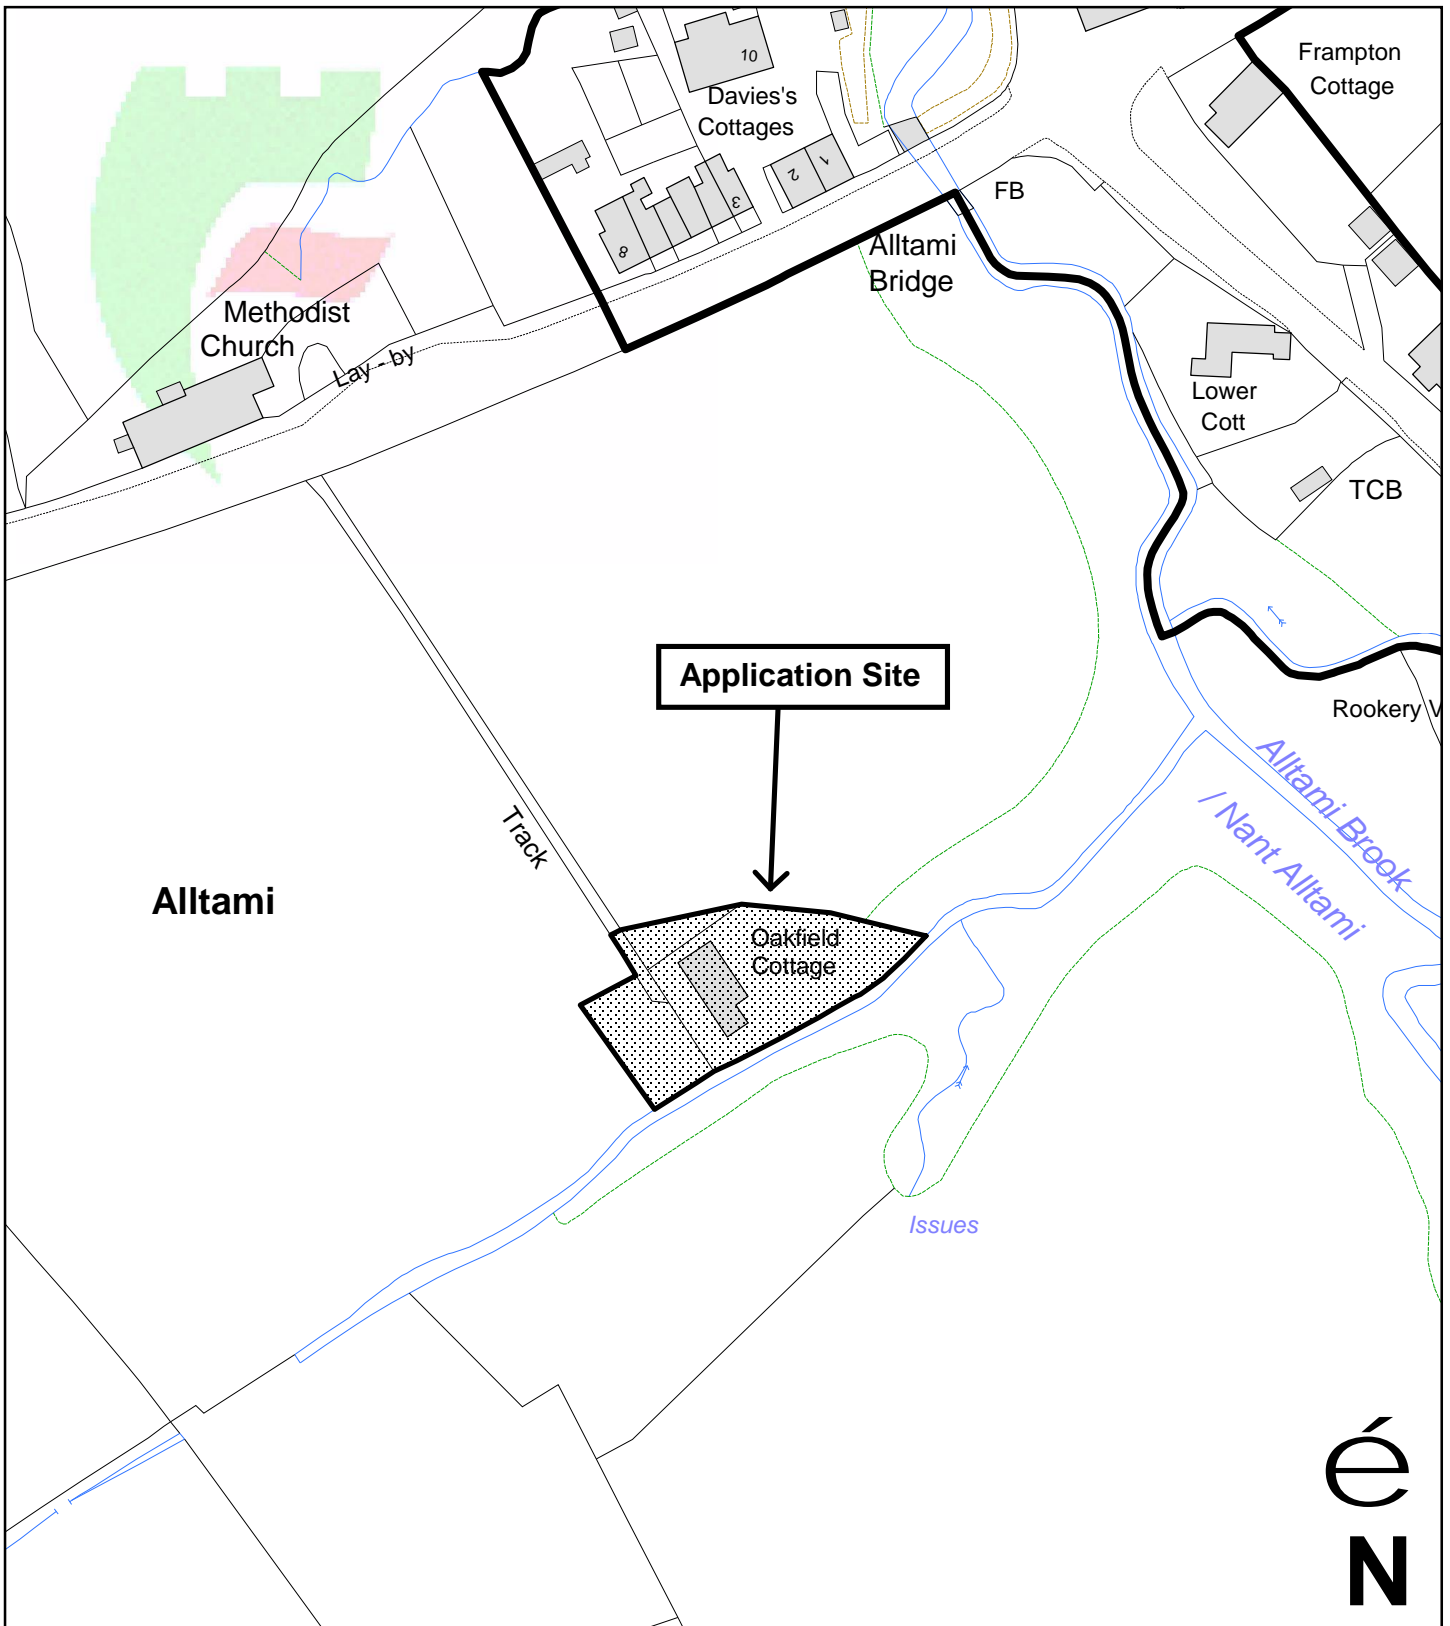 10
Davies's
Cottages
Frampton
Cottage
1
2
3
8
FB
Alltami
Bridge
Methodist
Church
Lay - by
Lower
Cott
TCB
Application Site
Rookery V
Alltami Brook
/ Nant Alltami
Track
Alltami
Oakfield
Cottage
Issues
é
N